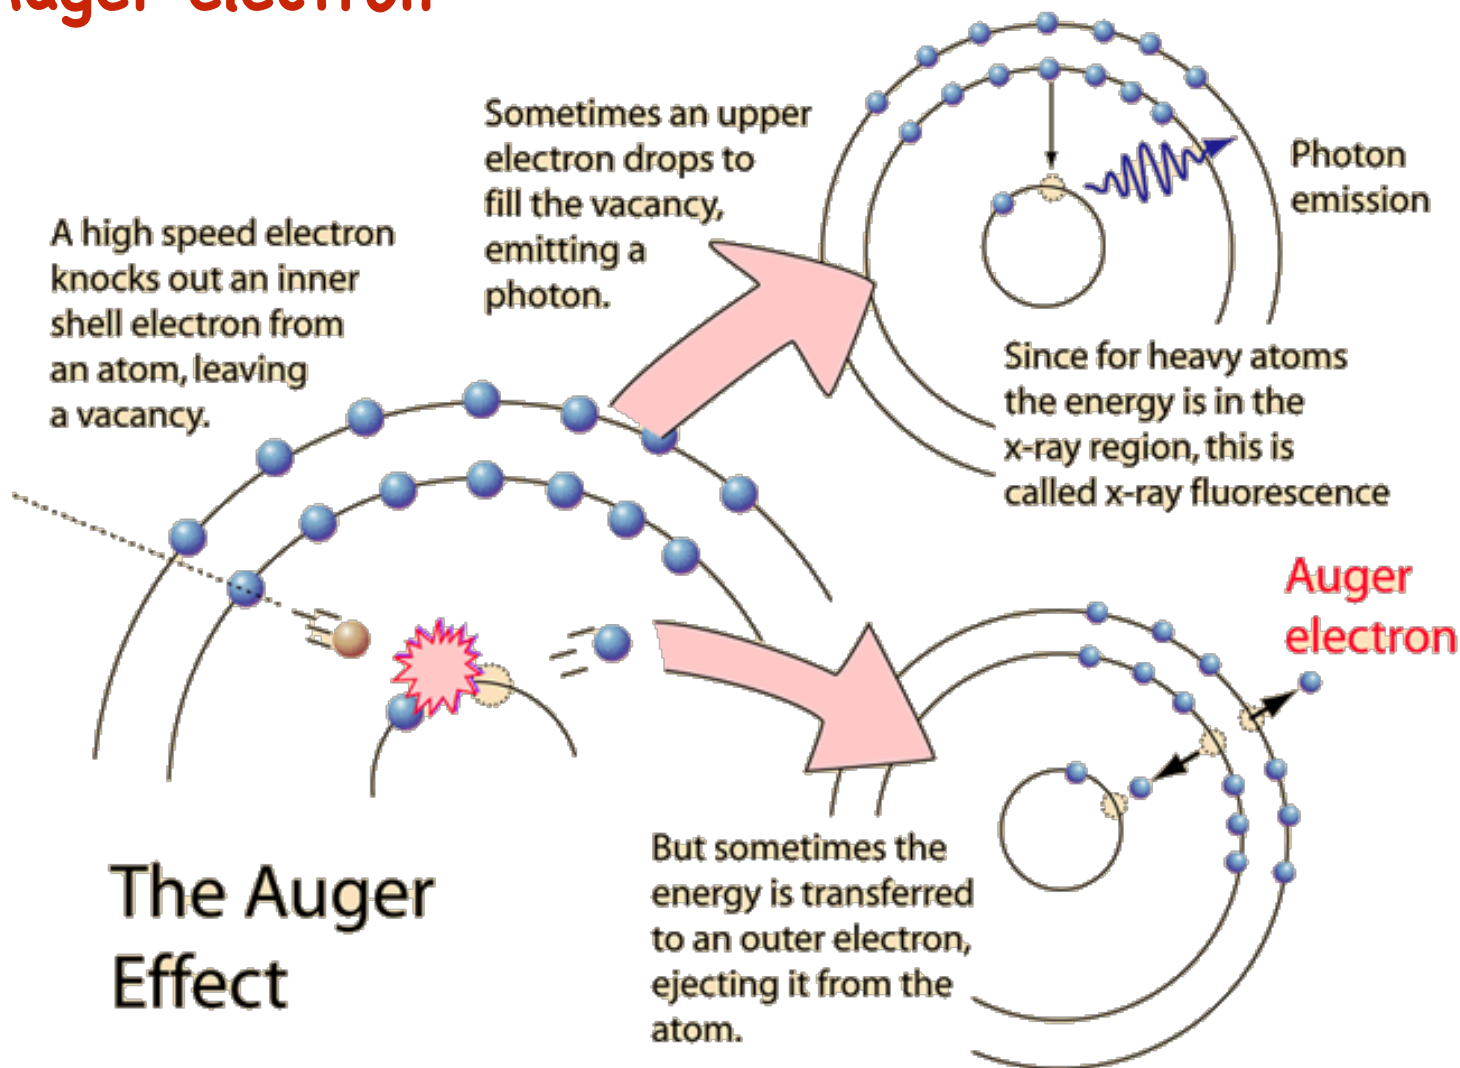 Auger electron
A high speed electron
knocks out an inner
shell electron from
an atom, leaving
a vacancy.
Sometimes an upper
electron drops to
fill the vacancy,
emitting a
photon.
Photon
emission
Since for heavy atoms
the energy is in the
x-ray region, this is
called x-ray fluorescence
Auger
electron
But sometimes the
energy is transferred
to an outer electron,
ejecting it from the
atom.
The Auger
Effect